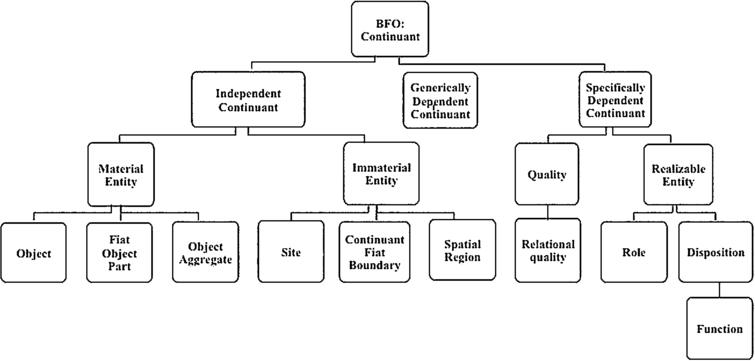 BFO:
Continuant
Independent
Continuant
Generically
Dependent
Continuant
Specifically
Dependent
Continuant
Material
Entity
Immaterial
Entity
Quality
Realizable
Entity
Object
Fiat
Object
Part
Object
Aggregate
Site
Continuant
Fiat
Boundary
Spatial
Region
Relational
quality
Role
Disposition
Function